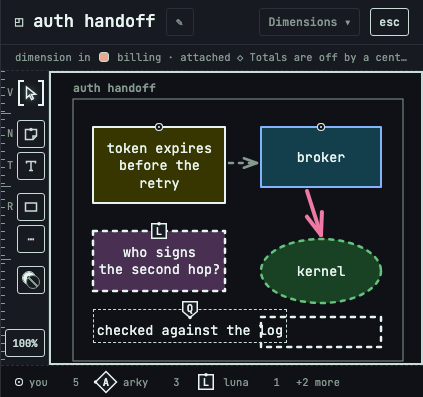 auth handoff
Dimensions ▾
esc
dimension in billing · attached ◇ Totals are off by a cent…
V
N
T
R
100%
auth handoff
token expires
before the
retry
broker
L
who signs
the second hop?
kernel
Q
checked against the log
you 5 A arky 3 L luna 1 +2 more